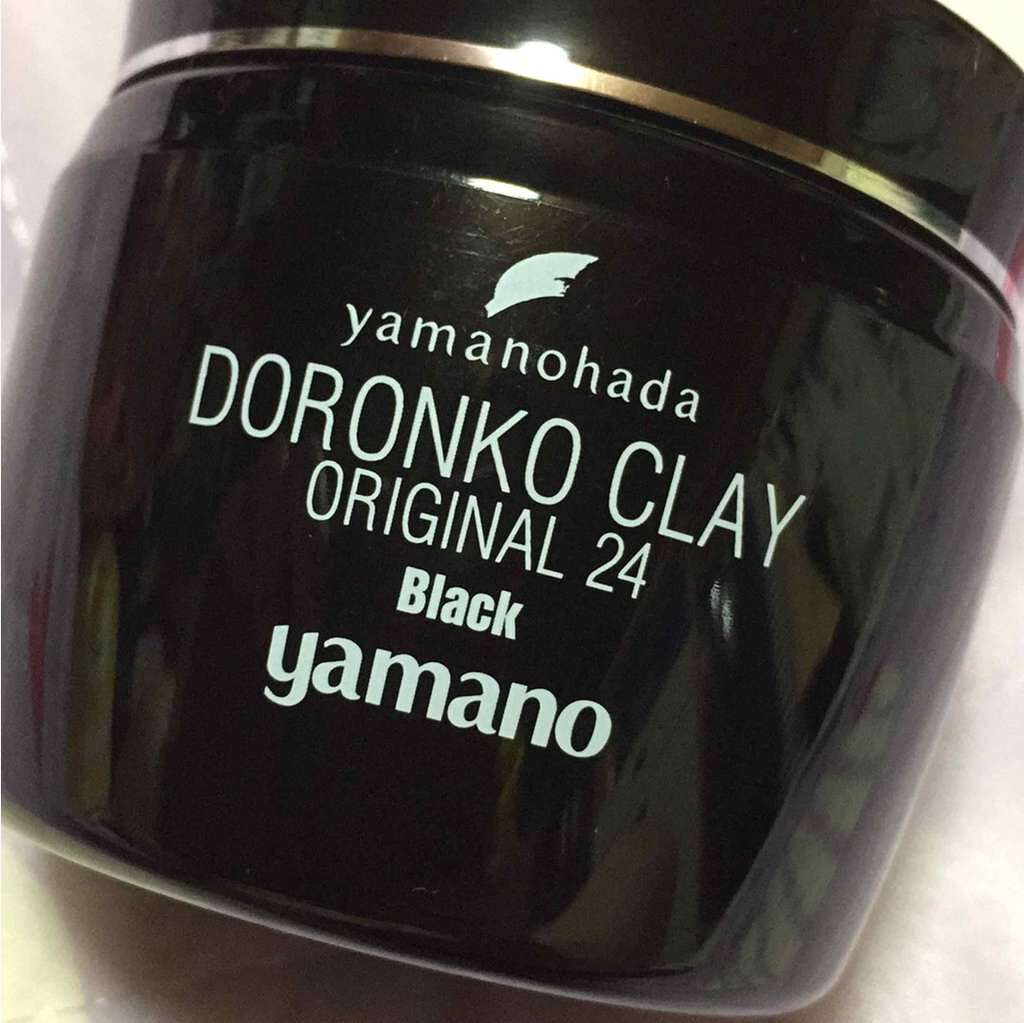 yamanohada
DORONKO CLAY
ORIGINAL 24
Black
yamano